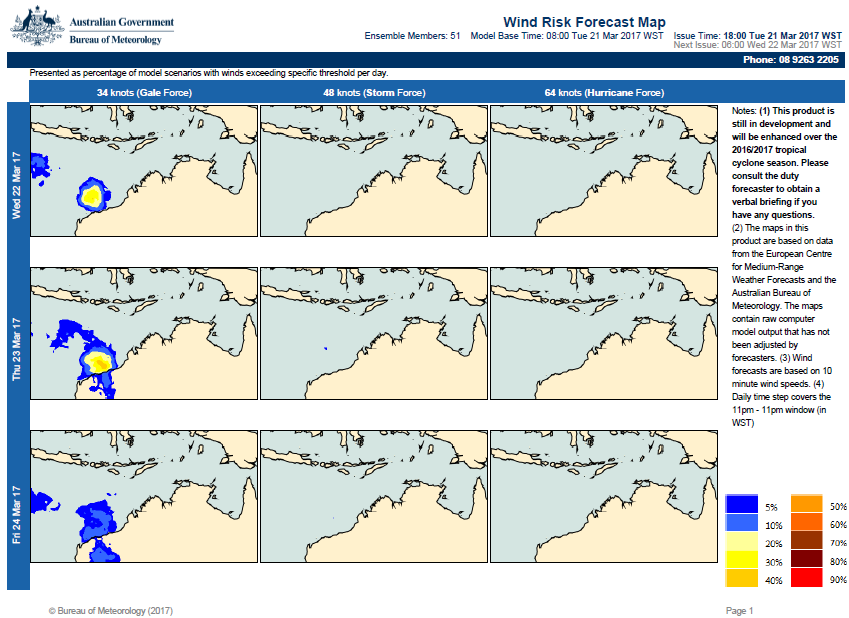 Australian Government
Bureau of Meteorology
Wind Risk Forecast Map
Ensemble Members: 51 Model Base Time: 08:00 Tue 21 Mar 2017 WST Issue Time: 18:00 Tue 21 Mar 2017 WST
Next Issue: 06:00 Wed 22 Mar 2017 WST
Phone: 08 9263 2205
Presented as percentage of model scenarios with winds exceeding specific threshold per day.
34 knots (Gale Force)
48 knots (Storm Force)
64 knots (Hurricane Force)
Wed 22 Mar 17
Thu 23 Mar 17
Fri 24 Mar 17
Notes: (1) This product is
still in development and
will be enhanced over the
2016/2017 tropical
cyclone season. Please
consult the duty
forecaster to obtain a
verbal briefing if you
have any questions.
(2) The maps in this
product are based on data
from the European Centre
for Medium-Range
Weather Forecasts and the
Australian Bureau of
Meteorology. The maps
contain raw computer
model output that has not
been adjusted by
forecasters. (3) Wind
forecasts are based on 10
minute wind speeds. (4)
Daily time step covers the
11pm - 11pm window (in
WST)
5%
10%
20%
30%
40%
50%
60%
70%
80%
90%
© Bureau of Meteorology (2017)
Page 1